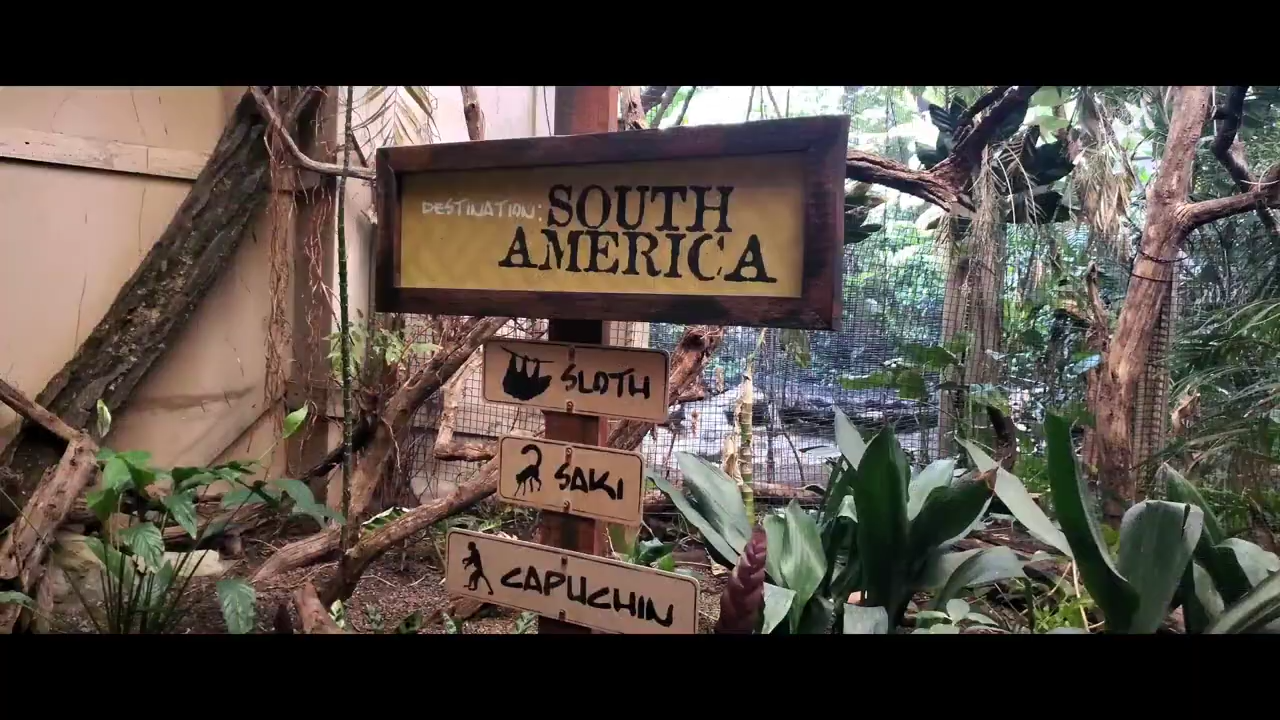 DESTINATION: SOUTH
AMERICA
SLOTH
SAKI
CAPUCHIN